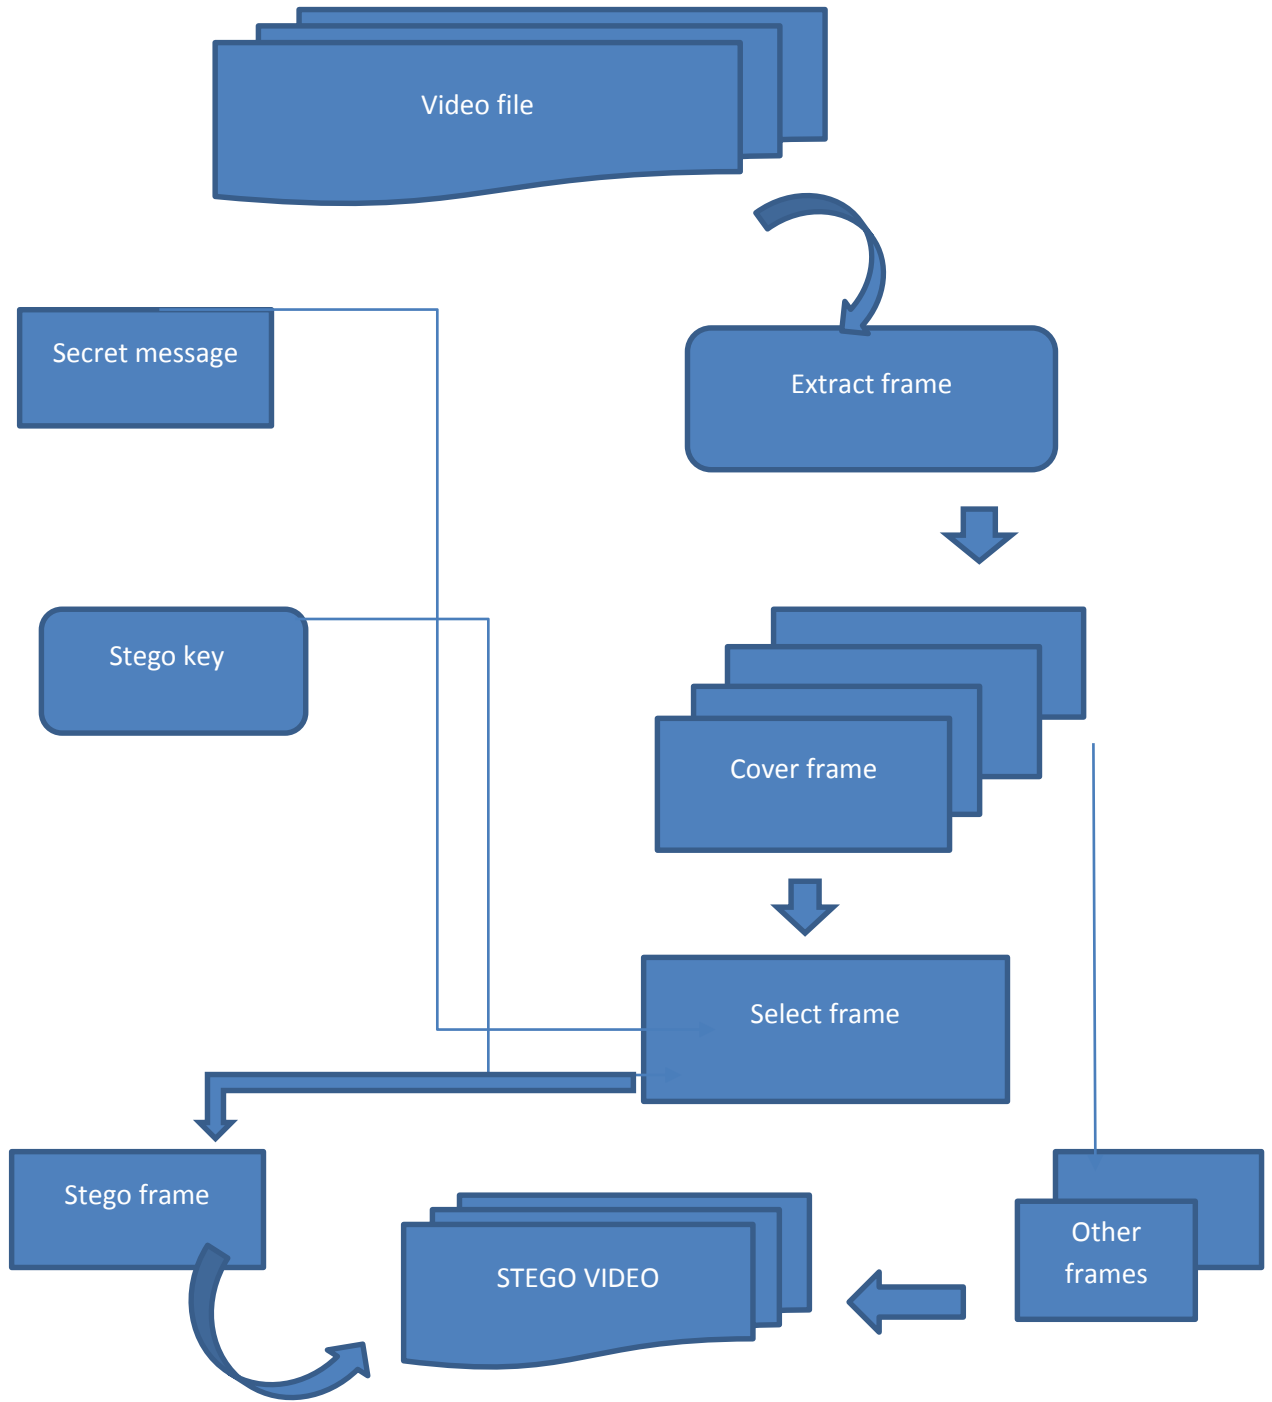 Video file
Secret message
Extract frame
Stego key
Cover frame
Select frame
Stego frame
Other
frames
STEGO VIDEO